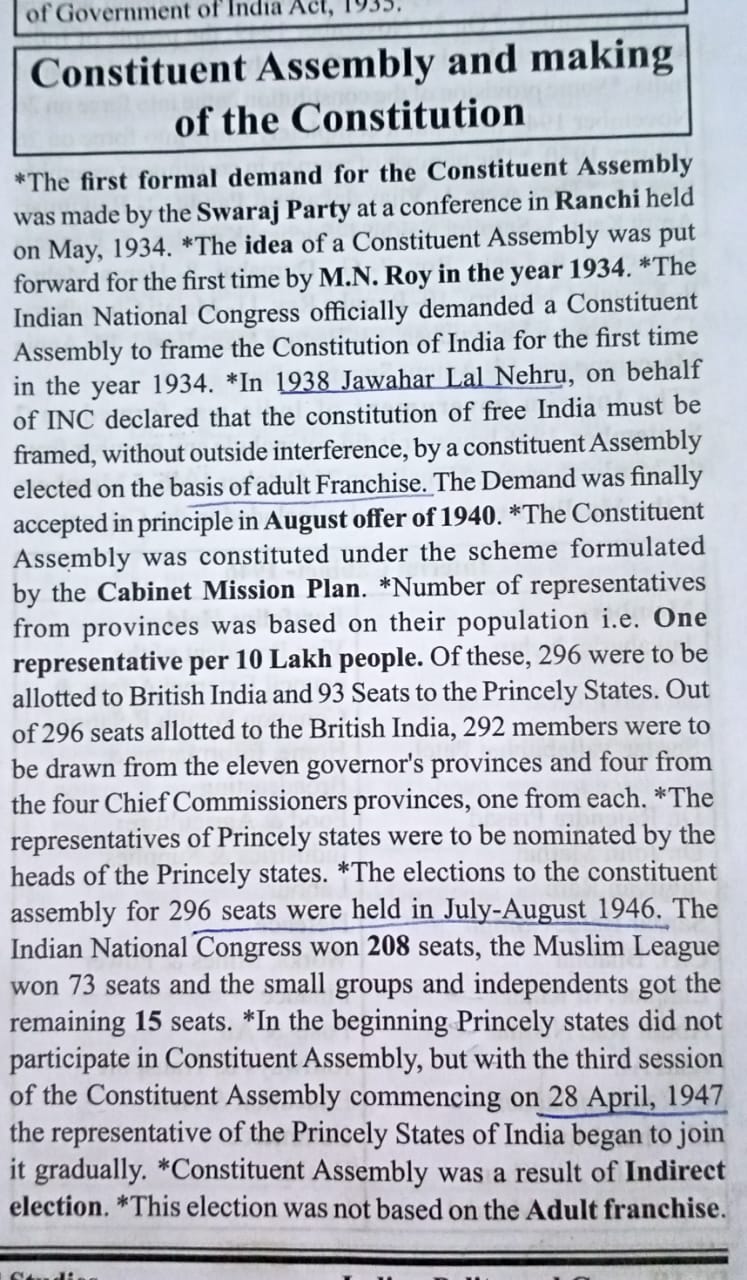 of Government of India Act, 1935.
Constituent Assembly and making
of the Constitution
*The first formal demand for the Constituent Assembly
was made by the Swaraj Party at a conference in Ranchi held
on May, 1934. *The idea of a Constituent Assembly was put
forward for the first time by M.N. Roy in the year 1934. *The
Indian National Congress officially demanded a Constituent
Assembly to frame the Constitution of India for the first time
in the year 1934. *In 1938 Jawahar Lal Nehru, on behalf
of INC declared that the constitution of free India must be
framed, without outside interference, by a constituent Assembly
elected on the basis of adult Franchise. The Demand was finally
accepted in principle in August offer of 1940. *The Constituent
Assembly was constituted under the scheme formulated
by the Cabinet Mission Plan. *Number of representatives
from provinces was based on their population i.e. One
representative per 10 Lakh people. Of these, 296 were to be
allotted to British India and 93 Seats to the Princely States. Out
of 296 seats allotted to the British India, 292 members were to
be drawn from the eleven governor's provinces and four from
the four Chief Commissioners provinces, one from each. *The
representatives of Princely states were to be nominated by the
heads of the Princely states. *The elections to the constituent
assembly for 296 seats were held in July-August 1946. The
Indian National Congress won 208 seats, the Muslim League
won 73 seats and the small groups and independents got the
remaining 15 seats. *In the beginning Princely states did not
participate in Constituent Assembly, but with the third session
of the Constituent Assembly commencing on 28 April, 1947
the representative of the Princely States of India began to join
it gradually. *Constituent Assembly was a result of Indirect
election. *This election was not based on the Adult franchise.